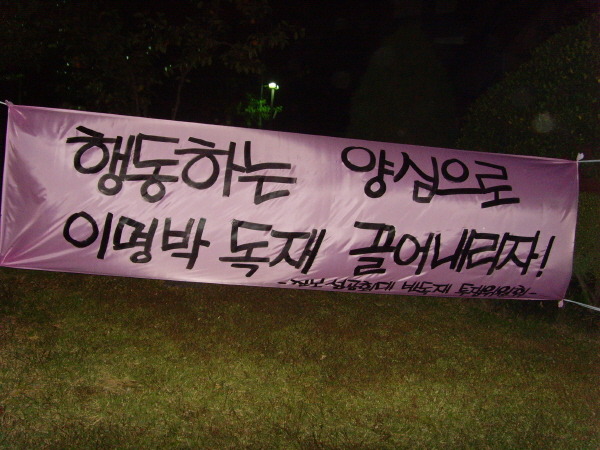 행동하는 양심으로
이명박 독재 끌어내리자!
성공회대 반독재 투쟁위원회-